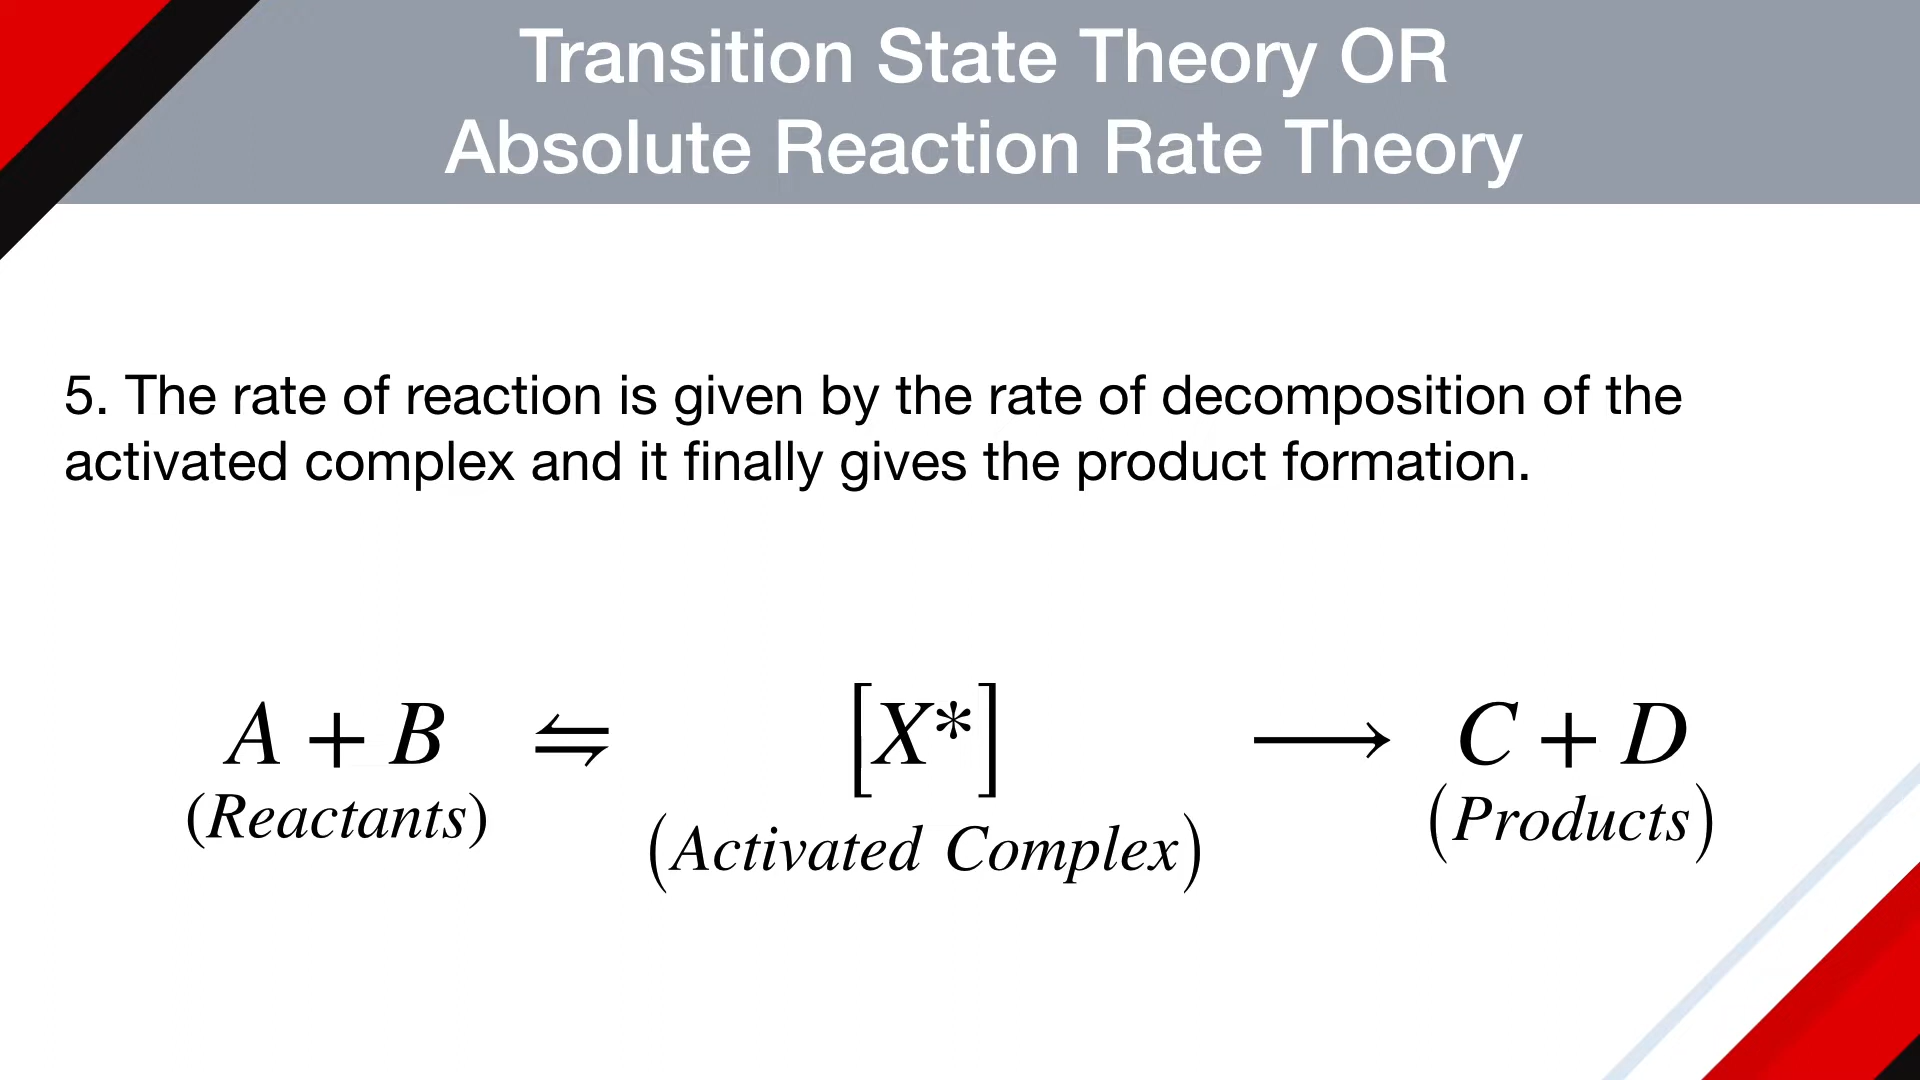 Transition State Theory OR
Absolute Reaction Rate Theory
5. The rate of reaction is given by the rate of decomposition of the
activated complex and it finally gives the product formation.
A + B ⇋ [X*] ⟶ C + D
(Reactants) (Activated Complex) (Products)